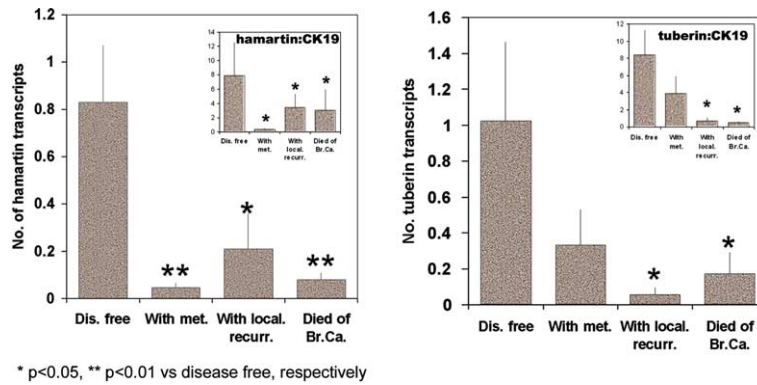 No. of hamartin transcripts
1.2
1
0.8
0.6
0.4
0.2
0
hamartin:CK19
14
12
10
8
6
4
2
0
*
*
*
Dis. free
With met.
With local. recurr.
Died of Br.Ca.
**
*
**
Dis. free
With met.
With local. recurr.
Died of Br.Ca.
No. tuberin transcripts
1.6
1.4
1.2
1
0.8
0.6
0.4
0.2
0
tuberin:CK19
12
10
8
6
4
2
0
*
*
Dis. free
With met.
With local. recurr.
Died of Br.Ca.
*
*
Dis. free
With met.
With local. recurr.
Died of Br.Ca.
* p<0.05, ** p<0.01 vs disease free, respectively